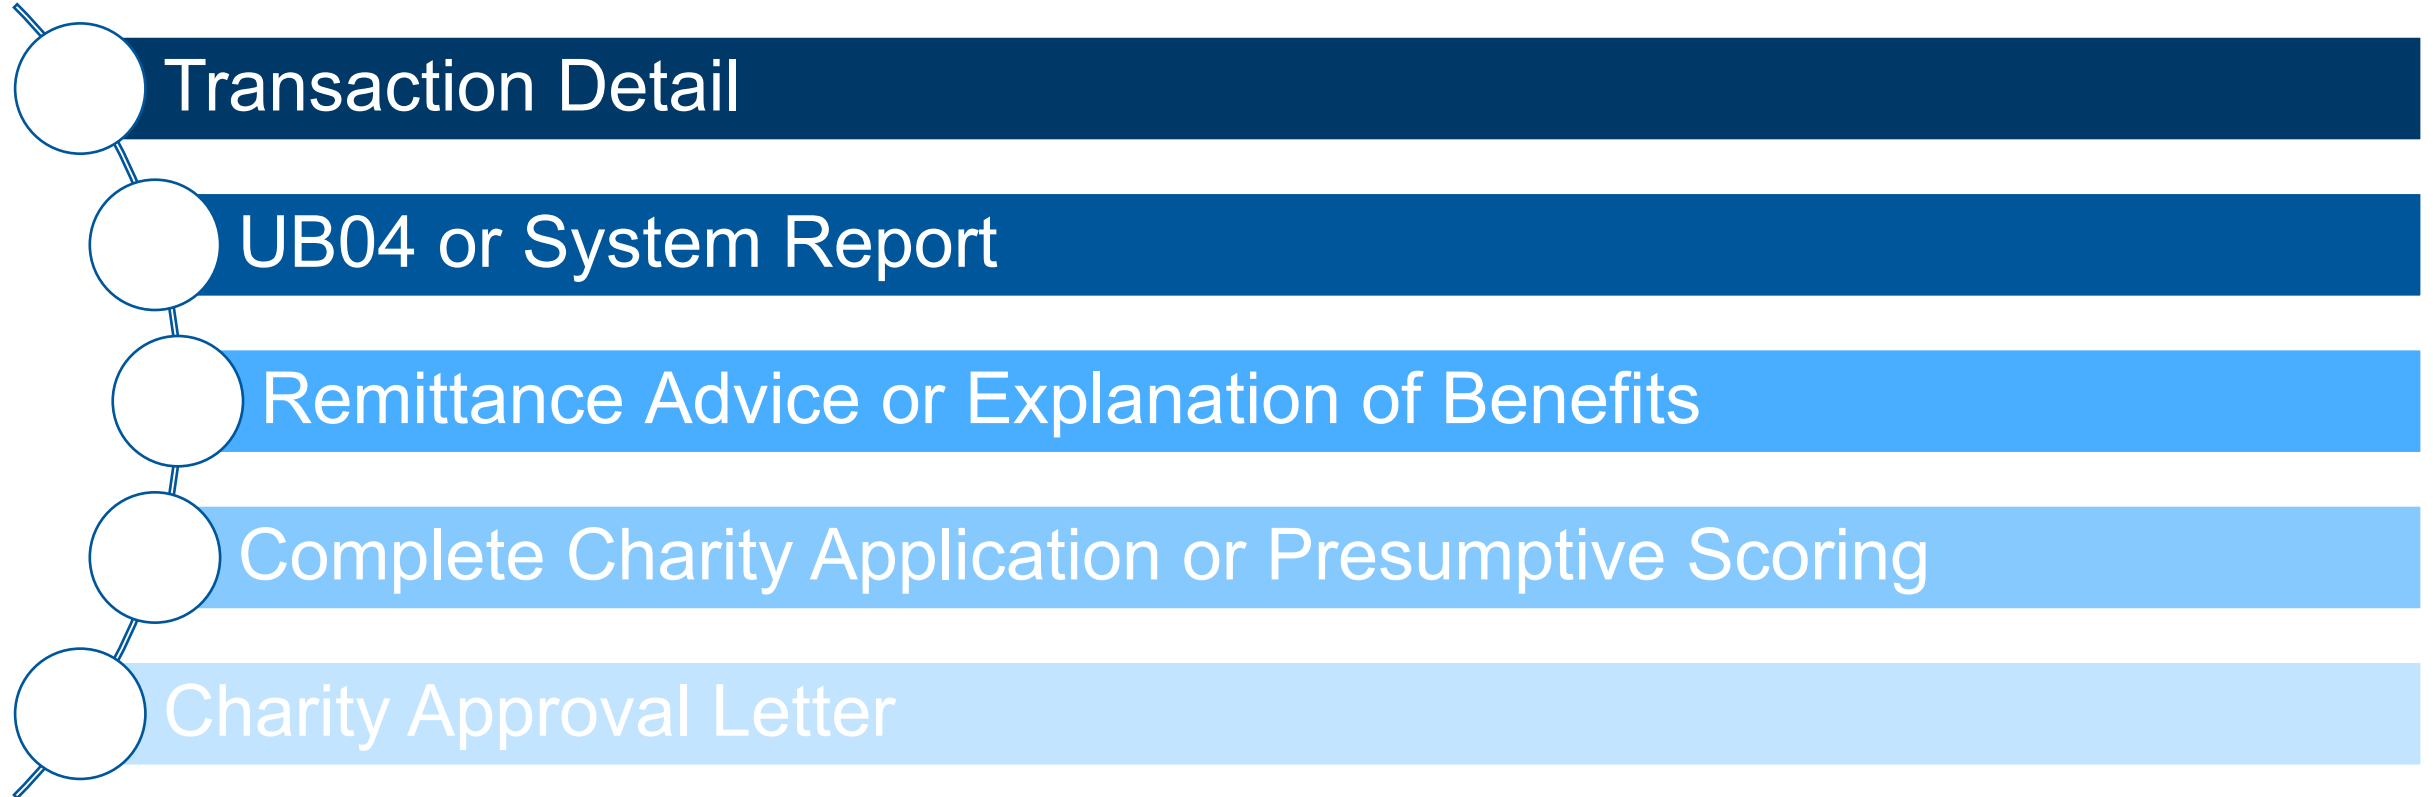 Transaction Detail
UB04 or System Report
Remittance Advice or Explanation of Benefits
Complete Charity Application or Presumptive Scoring
Charity Approval Letter